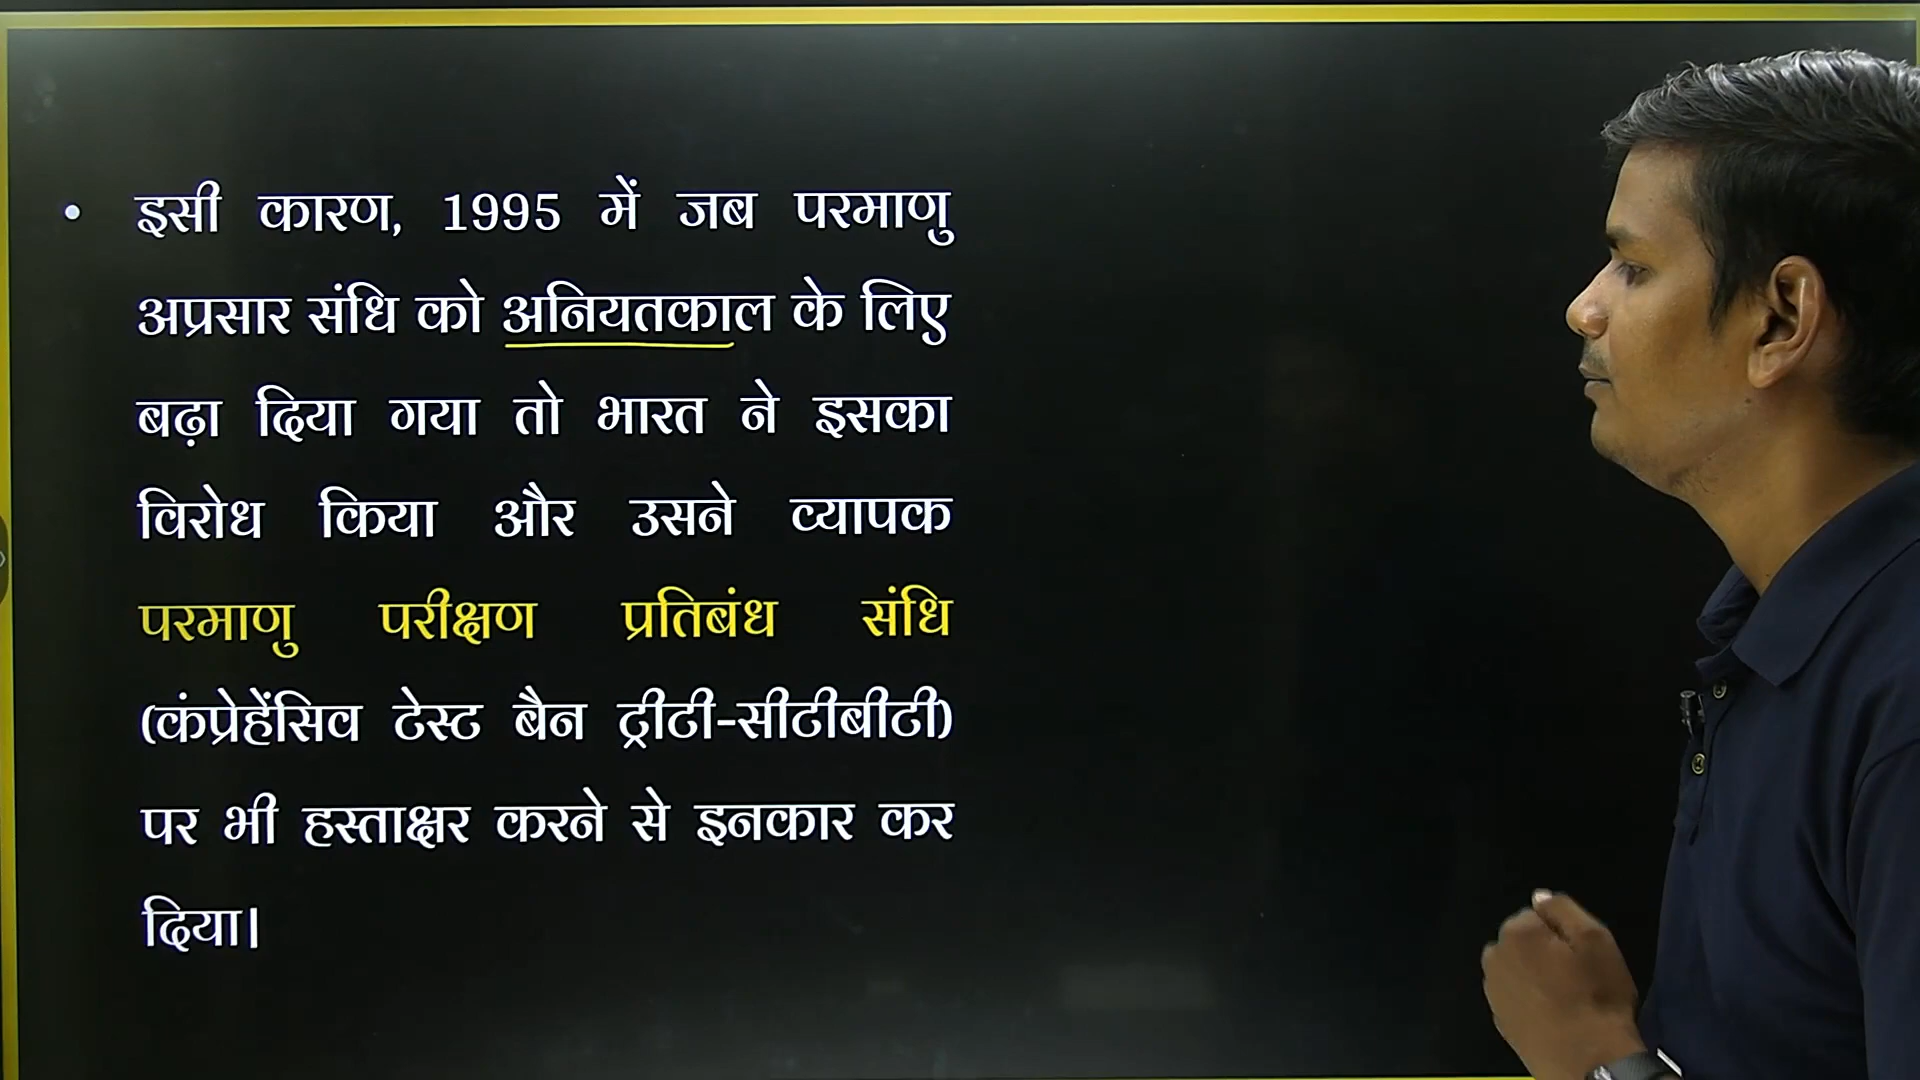 • इसी कारण, 1995 में जब परमाणु
अप्रसार संधि को अनियतकाल के लिए
बढ़ा दिया गया तो भारत ने इसका
विरोध किया और उसने व्यापक
परमाणु परीक्षण प्रतिबंध संधि
(कंप्रेहेंसिव टेस्ट बैन ट्रीटी-सीटीबीटी)
पर भी हस्ताक्षर करने से इनकार कर
दिया।